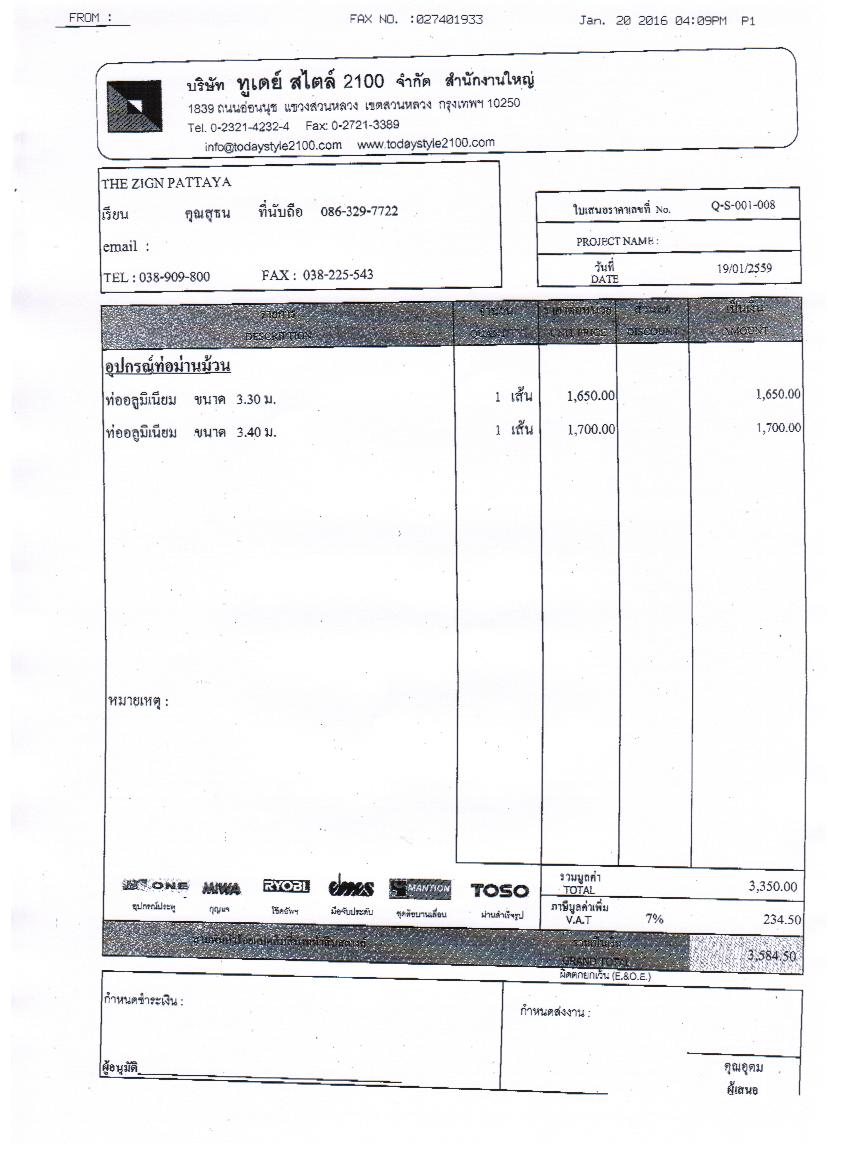 FROM :
FAX NO. :027401933
Jan. 20 2016 04:09PM P1
บริษัท ทูเดย์ สไตล์ 2100 จำกัด สำนักงานใหญ่
1839 ถนนอ่อนนุช แขวงสวนหลวง เขตสวนหลวง กรุงเทพฯ 10250
Tel. 0-2321-4232-4 Fax: 0-2721-3389
info@todaystyle2100.com www.todaystyle2100.com
THE ZIGN PATTAYA
เรียน คุณสุธน ที่นับถือ 086-329-7722
email :
TEL : 038-909-800 FAX : 038-225-543
ใบเสนอราคาเลขที่ No. Q-S-001-008
PROJECT NAME :
วันที่
DATE
19/01/2559
รายการ จำนวน ราคาต่อหน่วย ส่วนลด เป็นเงิน
DESCRIPTION QUANTITY UNIT PRICE DISCOUNT AMOUNT
อุปกรณ์ท่อม่านม้วน
ท่ออลูมิเนียม ขนาด 3.30 ม. 1 เส้น 1,650.00 1,650.00
ท่ออลูมิเนียม ขนาด 3.40 ม. 1 เส้น 1,700.00 1,700.00
หมายเหตุ :
ONE MIWA RYOBI dmes MANTION TOSO
อุปกรณ์ประตู กุญแจ โช๊คอัพฯ มือจับประดับ ชุดล้อบานเลื่อน ม่านสำเร็จรูป
รวมมูลค่า
TOTAL
3,350.00
ภาษีมูลค่าเพิ่ม
V.A.T 7% 234.50
รวมเป็นเงิน
GRAND TOTAL
3,584.50
ผิดตกยกเว้น (E.&O.E.)
กำหนดชำระเงิน :
กำหนดส่งงาน :
ผู้อนุมัติ
คุณอุดม
ผู้เสนอ